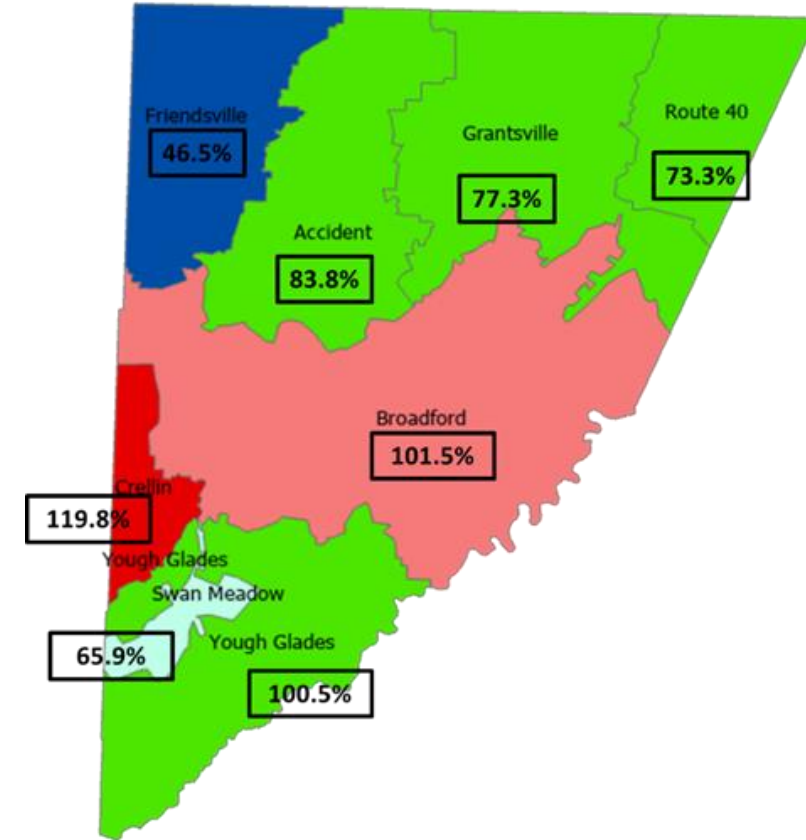 Friendsville
46.5%
Route 40
73.3%
Grantsville
77.3%
Accident
83.8%
Broadford
101.5%
Crellin
119.8%
Yough Glades
Swan Meadow
65.9%
Yough Glades
100.5%